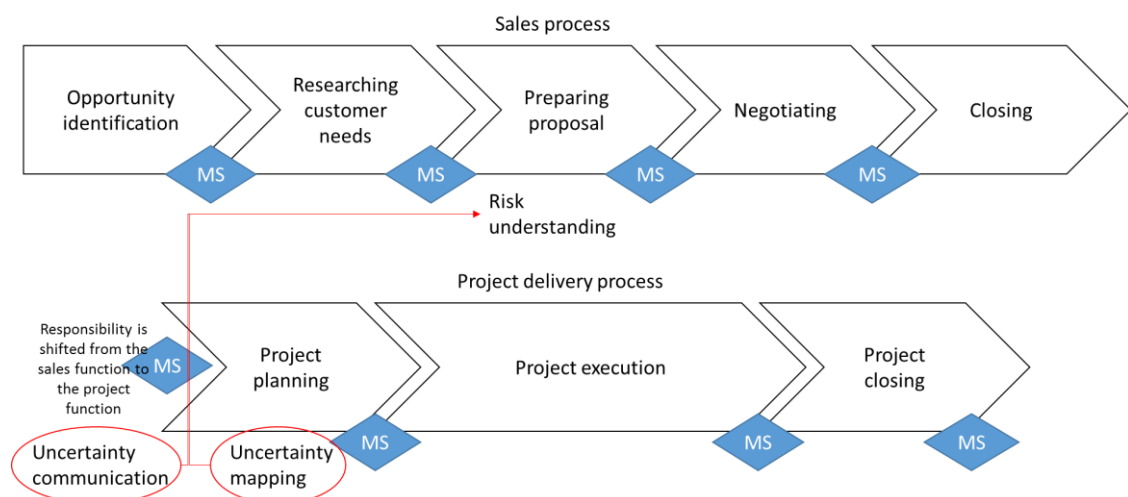 Sales process
Opportunity
identification
Researching
customer
needs
Preparing
proposal
Negotiating
Closing
MS
MS
MS
MS
Risk
understanding
Project delivery process
Responsibility is
shifted from the
sales function to
the project
function
MS
Project
planning
Project execution
Project
closing
MS
MS
MS
Uncertainty
communication
Uncertainty
mapping